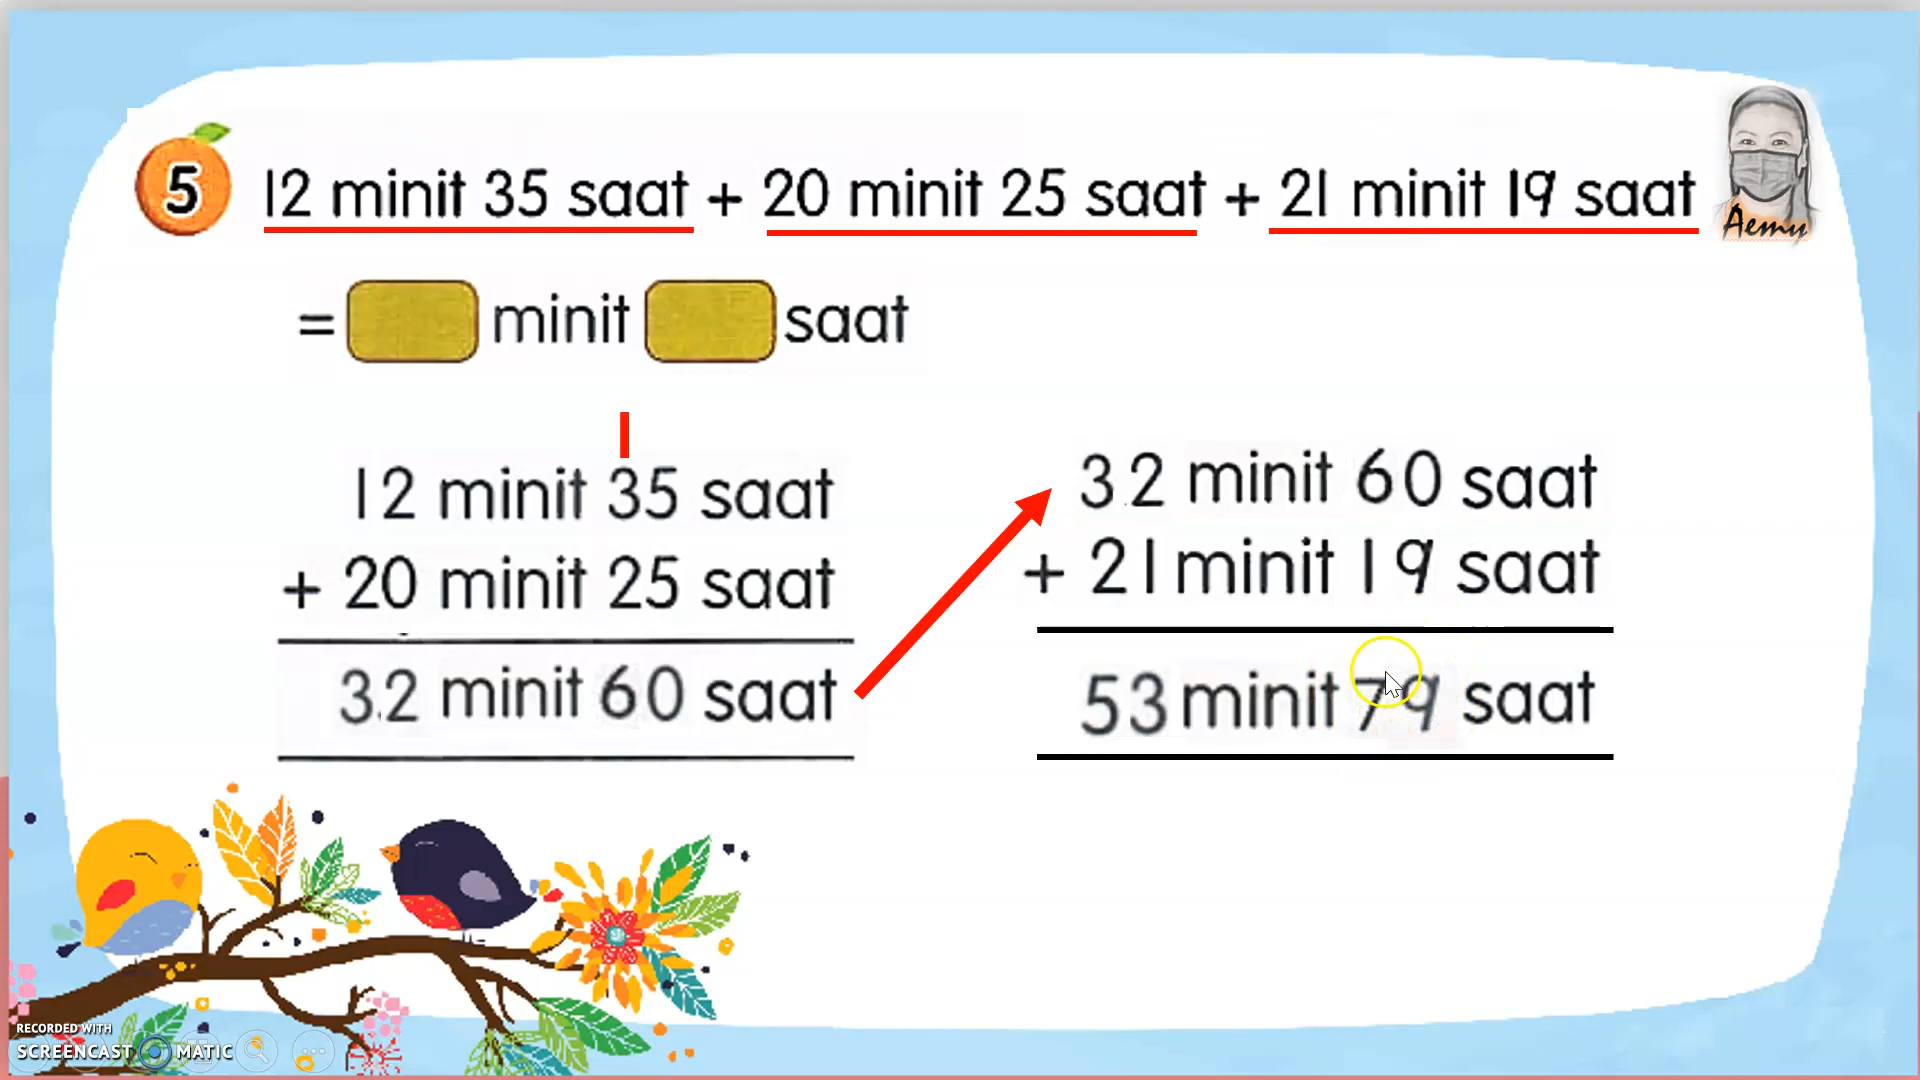 5 12 minit 35 saat + 20 minit 25 saat + 21 minit 19 saat
Aemy
= minit saat
1
12 minit 35 saat
+ 20 minit 25 saat
32 minit 60 saat
32 minit 60 saat
+ 21 minit 19 saat
53 minit 79 saat
RECORDED WITH
SCREENCAST MATIC